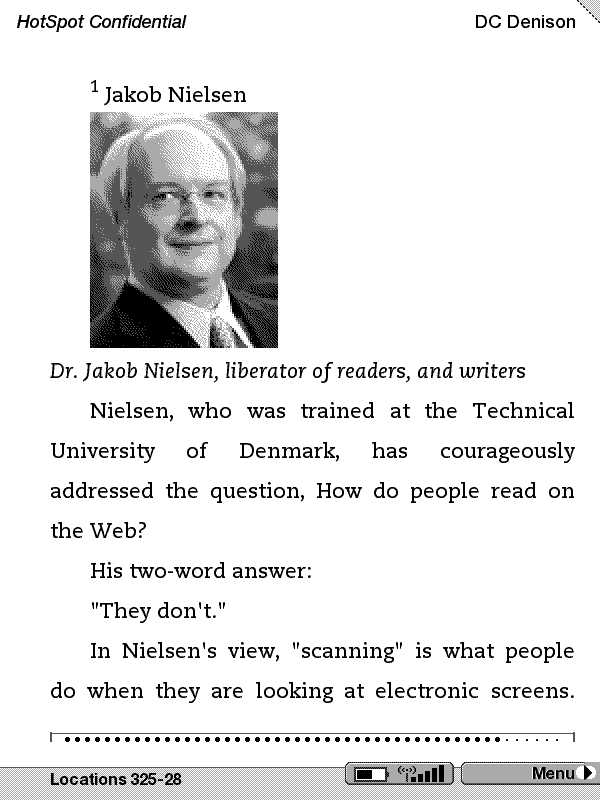 HotSpot Confidential DC Denison
1 Jakob Nielsen
Dr. Jakob Nielsen, liberator of readers, and writers
Nielsen, who was trained at the Technical
University of Denmark, has courageously
addressed the question, How do people read on
the Web?
His two-word answer:
"They don't."
In Nielsen's view, "scanning" is what people
do when they are looking at electronic screens.
Locations 325-28 Menu